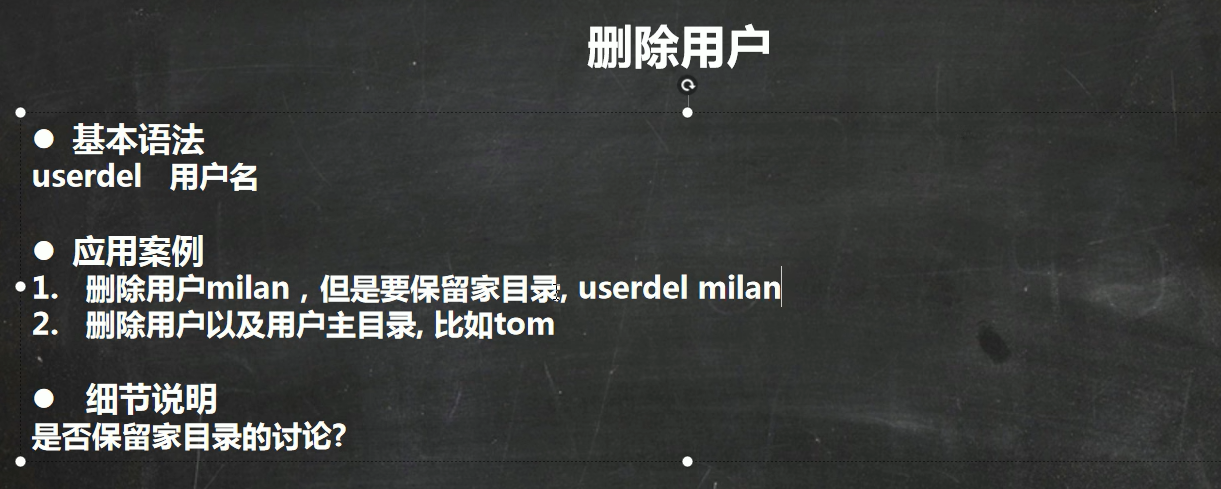 删除用户
● 基本语法
userdel 用户名
● 应用案例
1. 删除用户milan，但是要保留家目录, userdel milan
2. 删除用户以及用户主目录, 比如tom
● 细节说明
是否保留家目录的讨论?